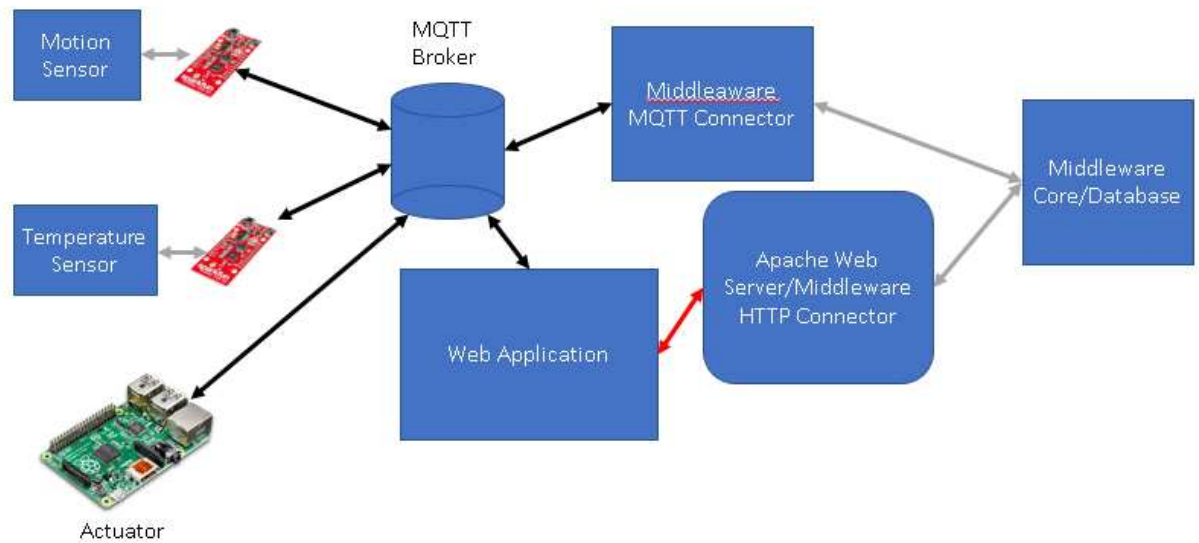 Motion
Sensor
MQTT
Broker
Middleaware
MQTT Connector
Middleware
Core/Database
Temperature
Sensor
Apache Web
Server/Middleware
HTTP Connector
Web Application
Actuator